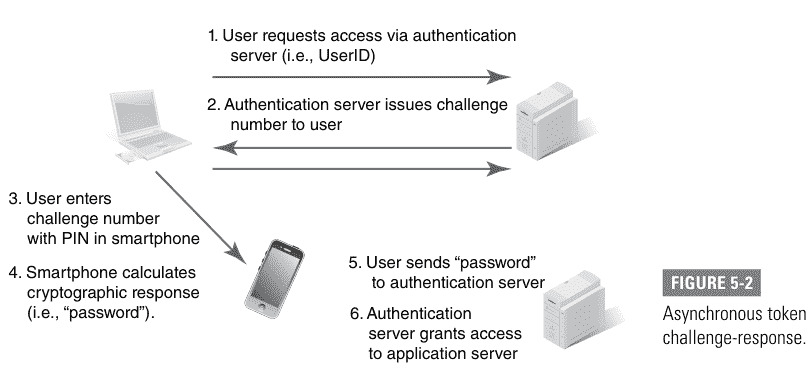 1. User requests access via authentication
server (i.e., UserID)
2. Authentication server issues challenge
number to user
3. User enters
challenge number
with PIN in smartphone
4. Smartphone calculates
cryptographic response
(i.e., “password”).
5. User sends “password”
to authentication server
6. Authentication
server grants access
to application server
FIGURE 5-2
Asynchronous token
challenge-response.